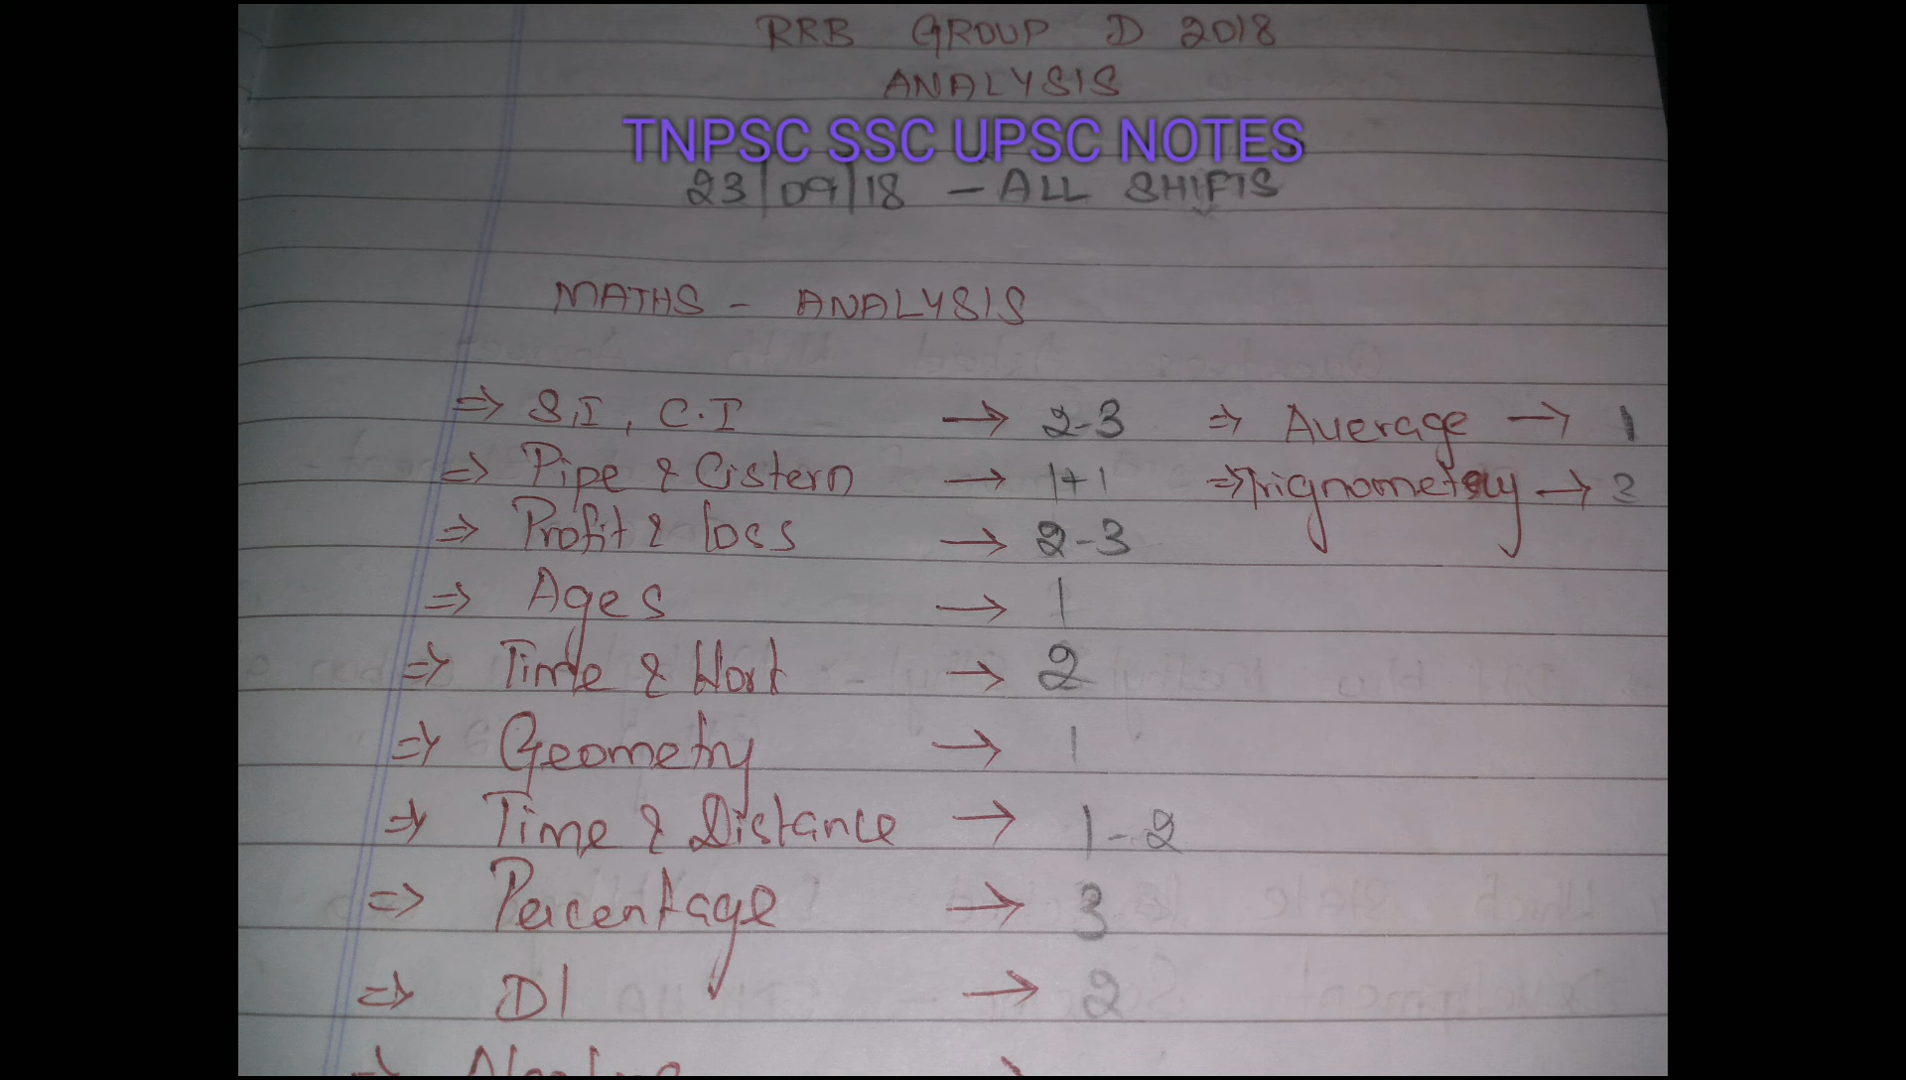 RRB GROUP D 2018
ANALYSIS
TNPSC SSC UPSC NOTES
23/09/18 - ALL SHIFTS
MATHS - ANALYSIS
⇒ S.I, C.I → 2-3 ⇒ Average → 1
⇒ Pipe & Cistern → 1+1 ⇒ Trignometry →
⇒ Profit & loss → 2-3
⇒ Ages → 1
⇒ Time & Work → 2
⇒ Geometry → 1
⇒ Time & Distance → 1-2
⇒ Percentage → 3
⇒ DI → 2